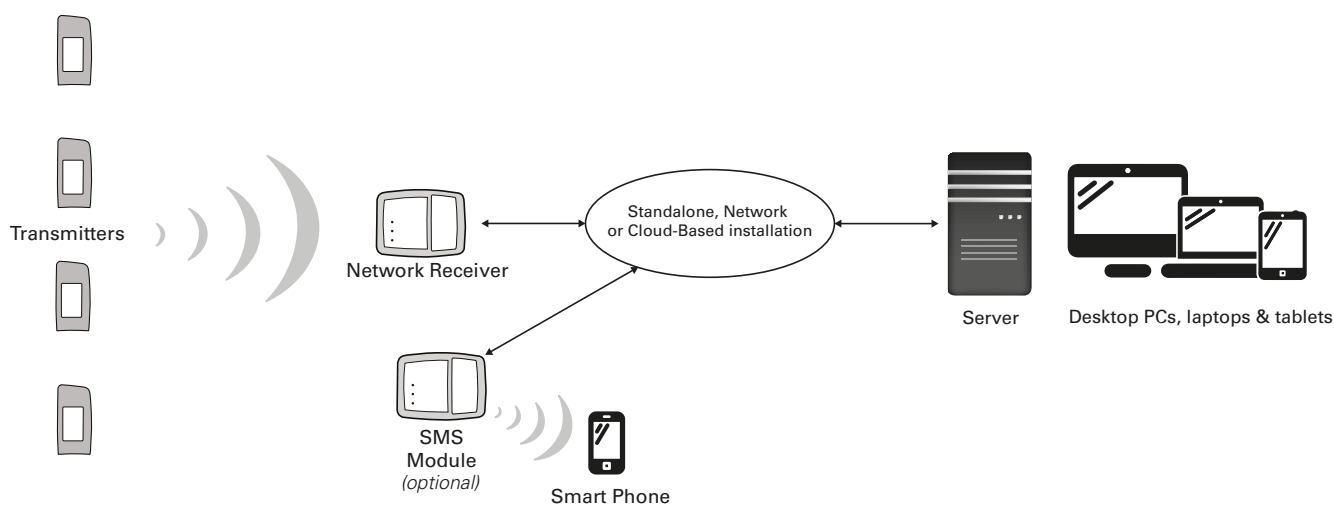 Transmitters
Network Receiver
Standalone, Network
or Cloud-Based installation
Server
Desktop PCs, laptops & tablets
SMS
Module
(optional)
Smart Phone